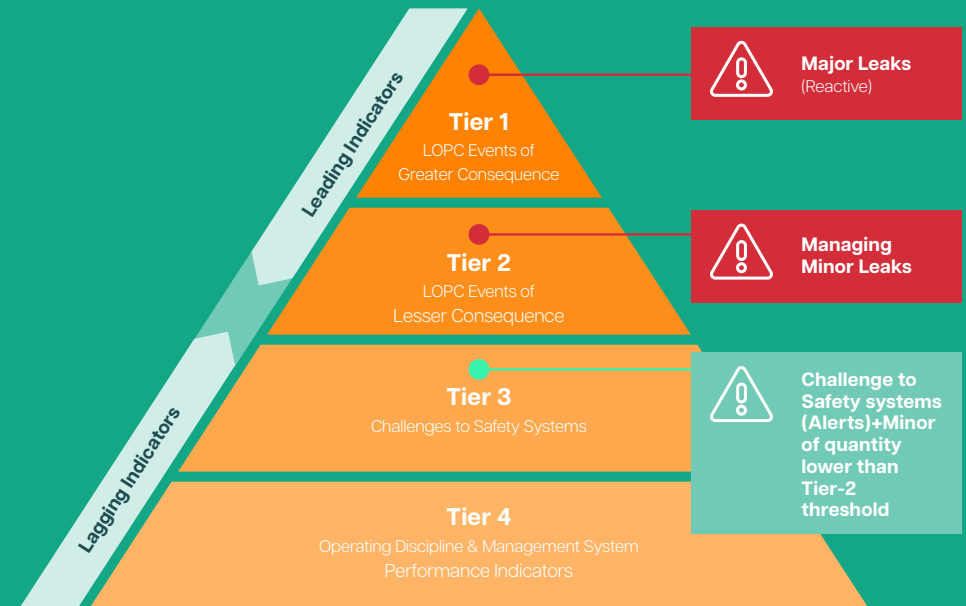 Leading Indicators
Lagging Indicators
Tier 1
LOPC Events of
Greater Consequence
Major Leaks
(Reactive)
Tier 2
LOPC Events of
Lesser Consequence
Managing
Minor Leaks
Tier 3
Challenges to Safety Systems
Challenge to
Safety systems
(Alerts)+Minor
of quantity
lower than
Tier-2
threshold
Tier 4
Operating Discipline & Management System
Performance Indicators